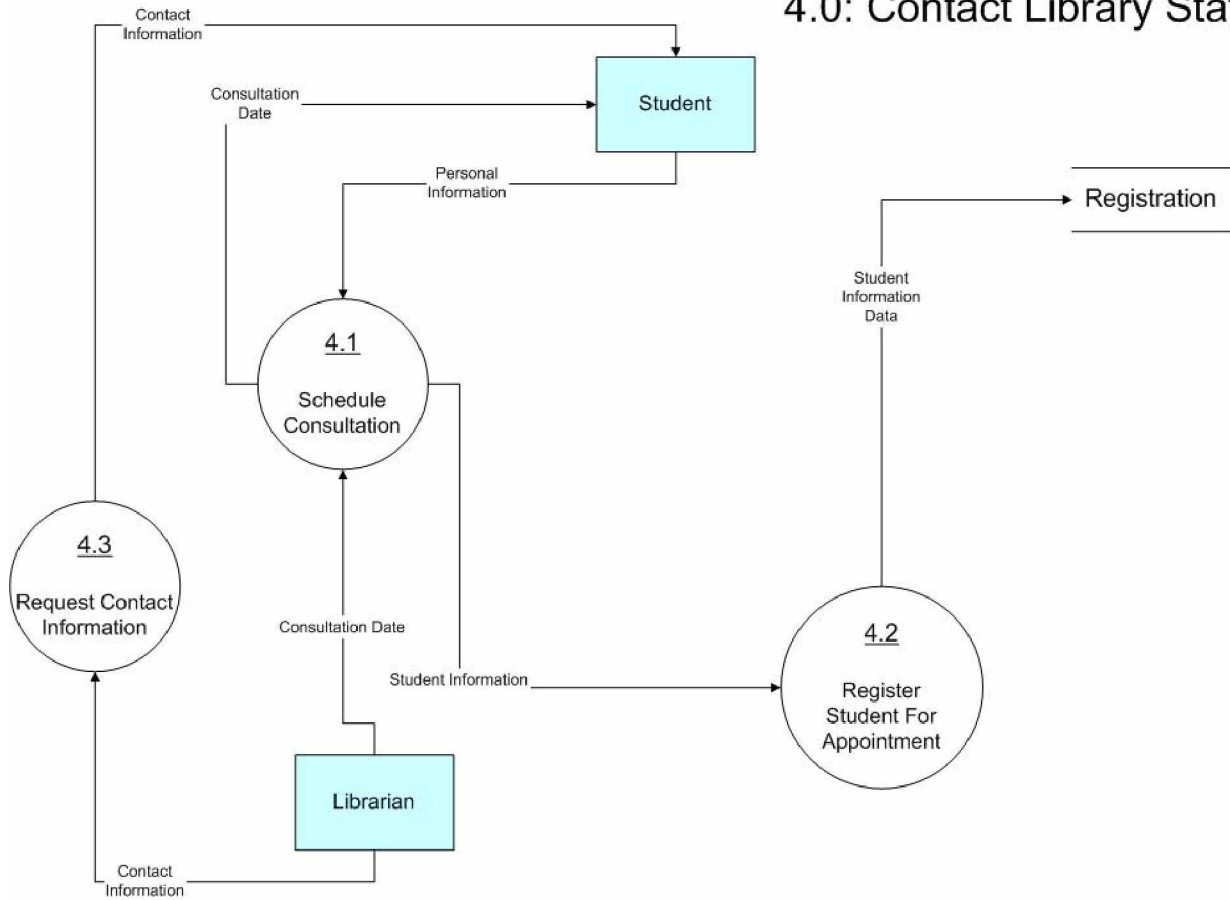 4.0: Contact Library
Contact
Information
Consultation
Date
Student
Personal
Information
Registration
Student
Information
Data
4.1
Schedule
Consultation
4.3
Request Contact
Information
Consultation Date
Student Information
4.2
Register
Student For
Appointment
Librarian
Contact
Information